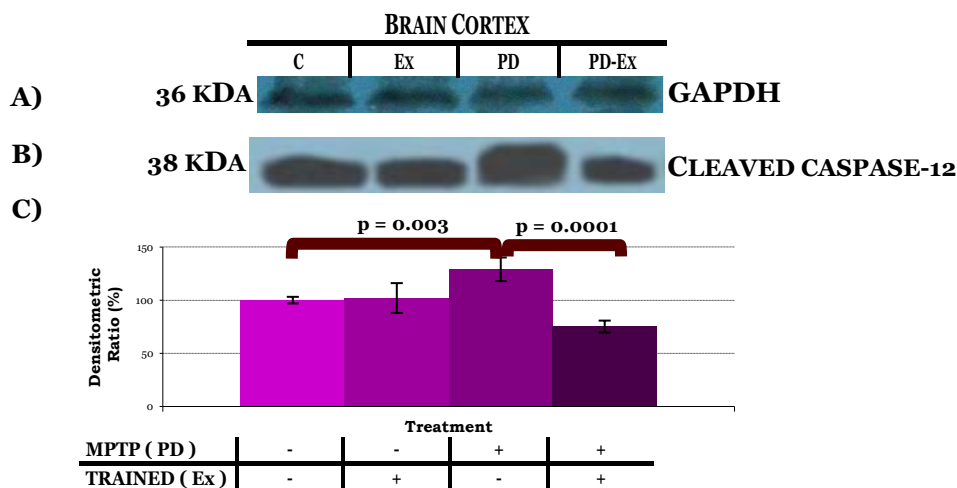 BRAIN CORTEX
C Ex PD PD-Ex
A) 36 KDA GAPDH
B) 38 KDA CLEAVED CASPASE-12
C)
p = 0.003 p = 0.0001
Densitometric
Ratio (%)
150
100
50
0
Treatment
MPTP ( PD ) - - + +
TRAINED ( Ex ) - + - +